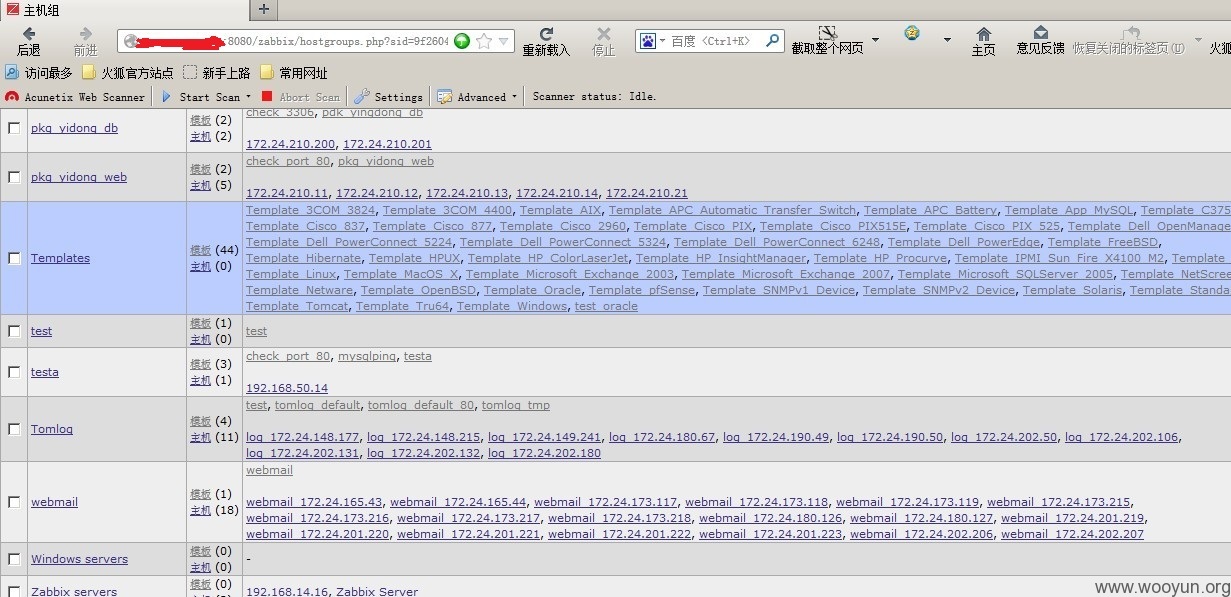 机构组
后退
前进
:8080/zabbix/hostgroups.php?sid=9f2604
重新载入
停止
百度 <Ctrl+K>
截取整个网页
主页
意见反馈
恢复关闭的标签页(U)
火狐
访问最多 火狐官方站点 新手上路 常用网址
Acunetix Web Scanner Start Scan Abort Scan Settings Advanced Scanner status: Idle.
pkg_yidong_db
模板 (2)
主机 (2)
check_3306, pdk_yingdong_db
172.24.210.200, 172.24.210.201
pkg_yidong_web
模板 (2)
主机 (5)
check_port_80, pkg_yidong_web
172.24.210.11, 172.24.210.12, 172.24.210.13, 172.24.210.14, 172.24.210.21
Templates
模板 (44)
主机 (0)
Template_3COM_3824, Template_3COM_4400, Template_AIX, Template_APC_Automatic_Transfer_Switch, Template_APC_Battery, Template_App_MySQL, Template_C375
Template_Cisco_837, Template_Cisco_877, Template_Cisco_2960, Template_Cisco_PIX, Template_Cisco_PIX515E, Template_Cisco_PIX_525, Template_Dell_OpenManage
Template_Dell_PowerConnect_5224, Template_Dell_PowerConnect_5324, Template_Dell_PowerConnect_6248, Template_Dell_PowerEdge, Template_FreeBSD,
Template_Hibernate, Template_HPUX, Template_HP_ColorLaserJet, Template_HP_InsightManager, Template_HP_Procurve, Template_IPMI_Sun_Fire_X4100_M2, Template_
Template_Linux, Template_MacOS_X, Template_Microsoft_Exchange_2003, Template_Microsoft_Exchange_2007, Template_Microsoft_SQLServer_2005, Template_NetScree
Template_Netware, Template_OpenBSD, Template_Oracle, Template_pfSense, Template_SNMPv1_Device, Template_SNMPv2_Device, Template_Solaris, Template_Standa
Template_Tomcat, Template_Tru64, Template_Windows, test_oracle
test
模板 (1)
主机 (0)
test
testa
模板 (3)
主机 (1)
check_port_80, mysqlping, testa
192.168.50.14
Tomlog
模板 (4)
主机 (11)
test, tomlog_default, tomlog_default_80, tomlog_tmp
log_172.24.148.177, log_172.24.148.215, log_172.24.149.241, log_172.24.180.67, log_172.24.190.49, log_172.24.190.50, log_172.24.202.50, log_172.24.202.106,
log_172.24.202.131, log_172.24.202.132, log_172.24.202.180
webmail
模板 (1)
主机 (18)
webmail
webmail_172.24.165.43, webmail_172.24.165.44, webmail_172.24.173.117, webmail_172.24.173.118, webmail_172.24.173.119, webmail_172.24.173.215,
webmail_172.24.173.216, webmail_172.24.173.217, webmail_172.24.173.218, webmail_172.24.180.126, webmail_172.24.180.127, webmail_172.24.201.219,
webmail_172.24.201.220, webmail_172.24.201.221, webmail_172.24.201.222, webmail_172.24.201.223, webmail_172.24.202.206, webmail_172.24.202.207
Windows servers
模板 (0)
主机 (0)
-
Zabbix servers
模板 (0)
192.168.14.16, Zabbix Server
www.wooyun.org